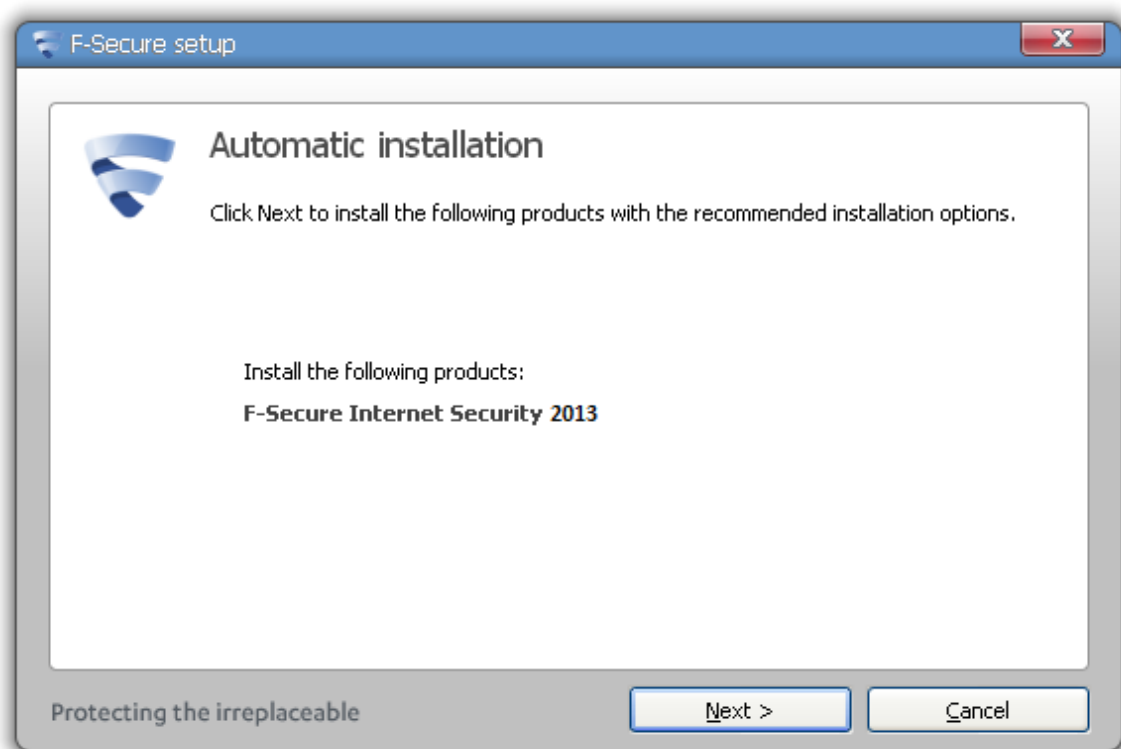 F-Secure setup
Automatic installation
Click Next to install the following products with the recommended installation options.
Install the following products:
F-Secure Internet Security 2013
Protecting the irreplaceable
Next >
Cancel